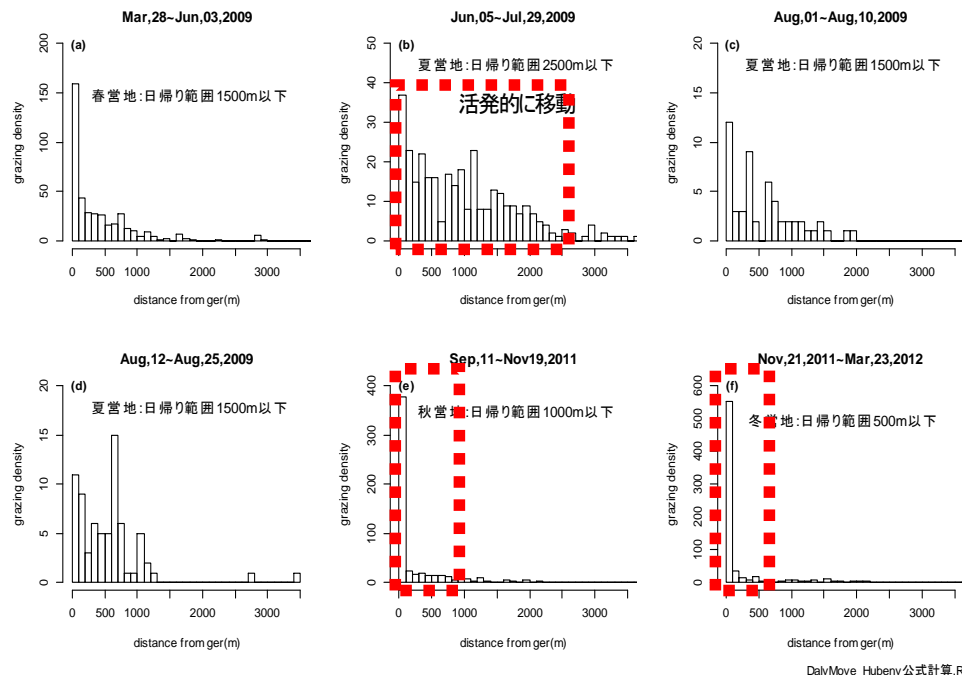 Mar,28~Jun,03,2009
(a)
春営地:日帰り範囲1500m以下
grazing density
0
50
100
150
200
0
500
1000
2000
3000
distance from ger(m)
Jun,05~Jul,29,2009
(b)
夏営地:日帰り範囲2500m以下
活発的に移動
grazing density
0
10
20
30
40
50
0
500
1000
2000
3000
distance from ger(m)
Aug,01~Aug,10,2009
(c)
夏営地:日帰り範囲1500m以下
grazing density
0
5
10
15
20
0
500
1000
2000
3000
distance from ger(m)
Aug,12~Aug,25,2009
(d)
夏営地:日帰り範囲1500m以下
grazing density
0
5
10
15
20
0
500
1000
2000
3000
distance from ger(m)
Sep,11~Nov19,2011
(e)
秋営地:日帰り範囲1000m以下
grazing density
0
100
200
300
400
0
500
1000
2000
3000
distance from ger(m)
Nov,21,2011~Mar,23,2012
(f)
冬営地:日帰り範囲500m以下
grazing density
0
100
200
300
400
500
600
0
500
1000
2000
3000
distance from ger(m)
DalyMove_Hubeny公式計算.R